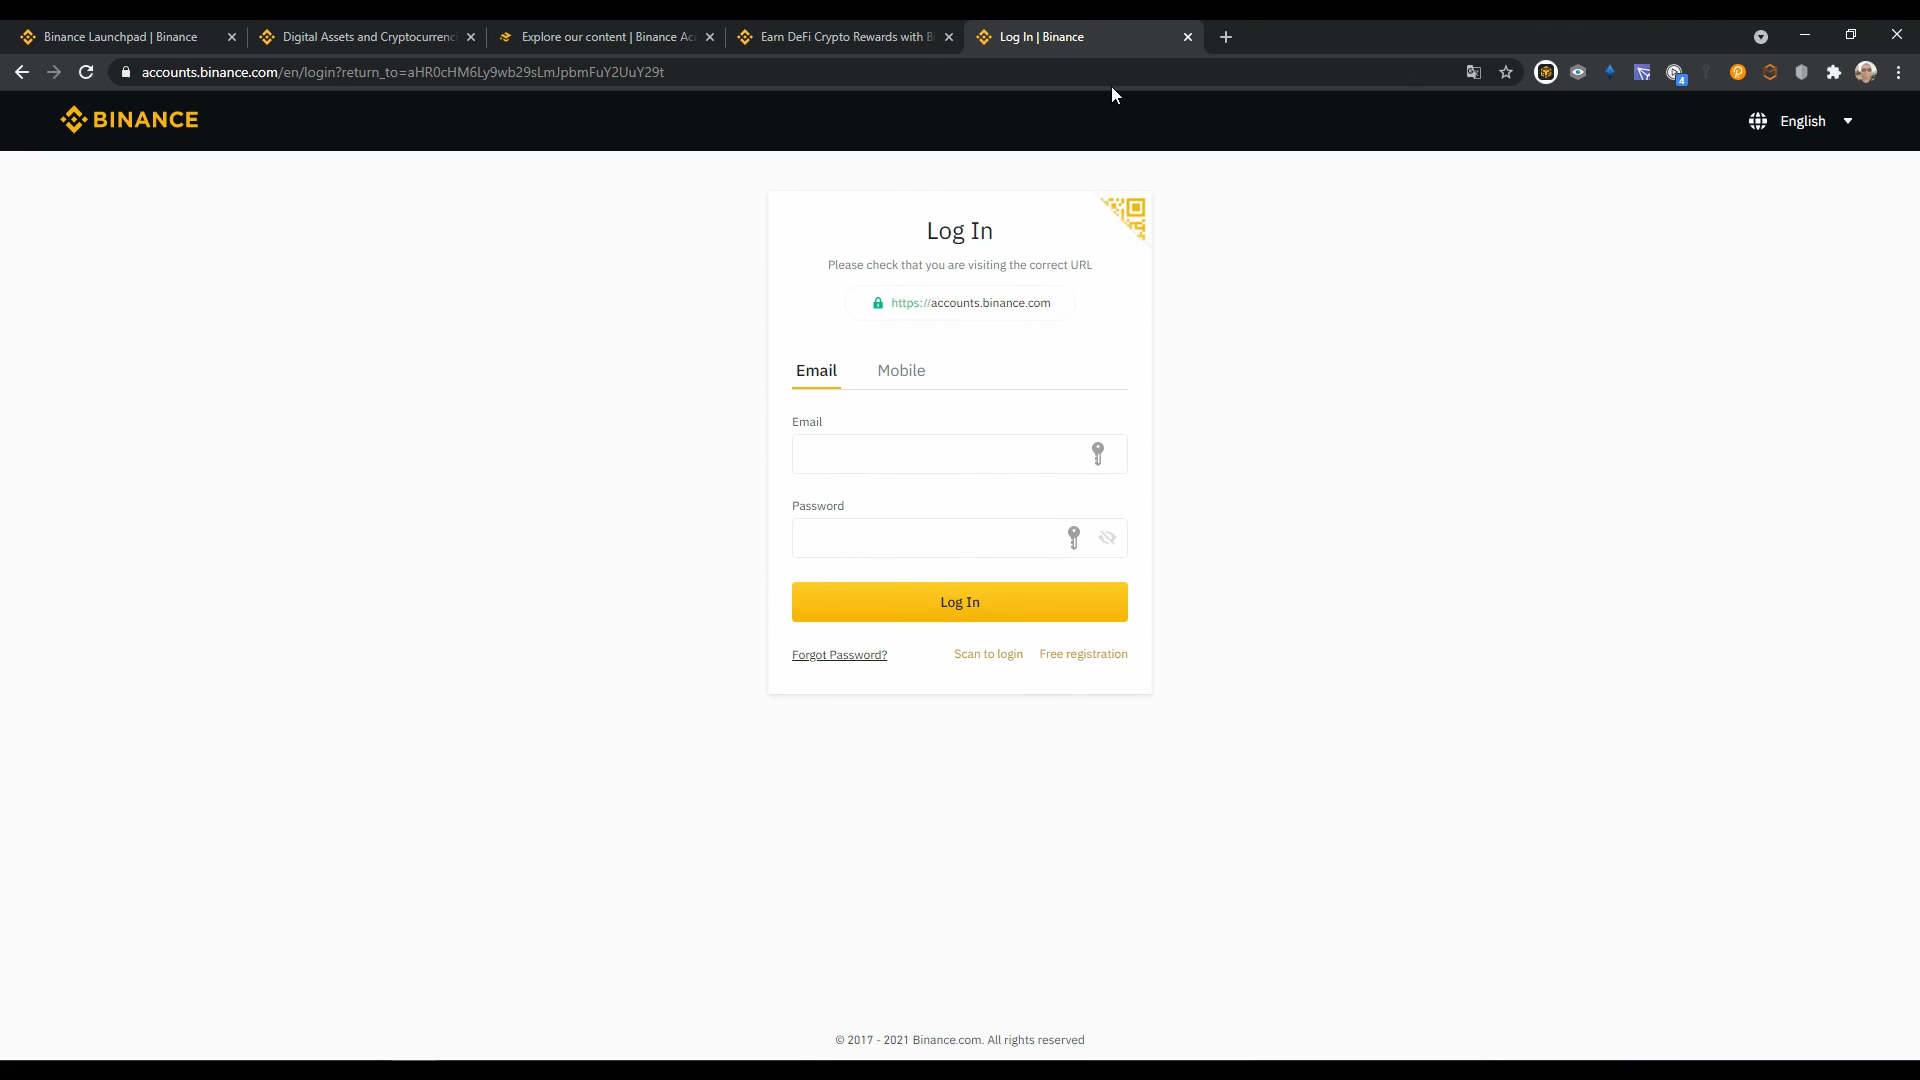 Binance Launchpad | Binance
Digital Assets and Cryptocurrenc
Explore our content | Binance Ac
Earn DeFi Crypto Rewards with B
Log In | Binance
accounts.binance.com/en/login?return_to=aHR0cHM6Ly9wb29sLmJpbmFuY2UuY29t
4
BINANCE
English
Log In
Please check that you are visiting the correct URL
https://accounts.binance.com
Email Mobile
Email
Password
Log In
Forgot Password? Scan to login Free registration
© 2017 - 2021 Binance.com. All rights reserved